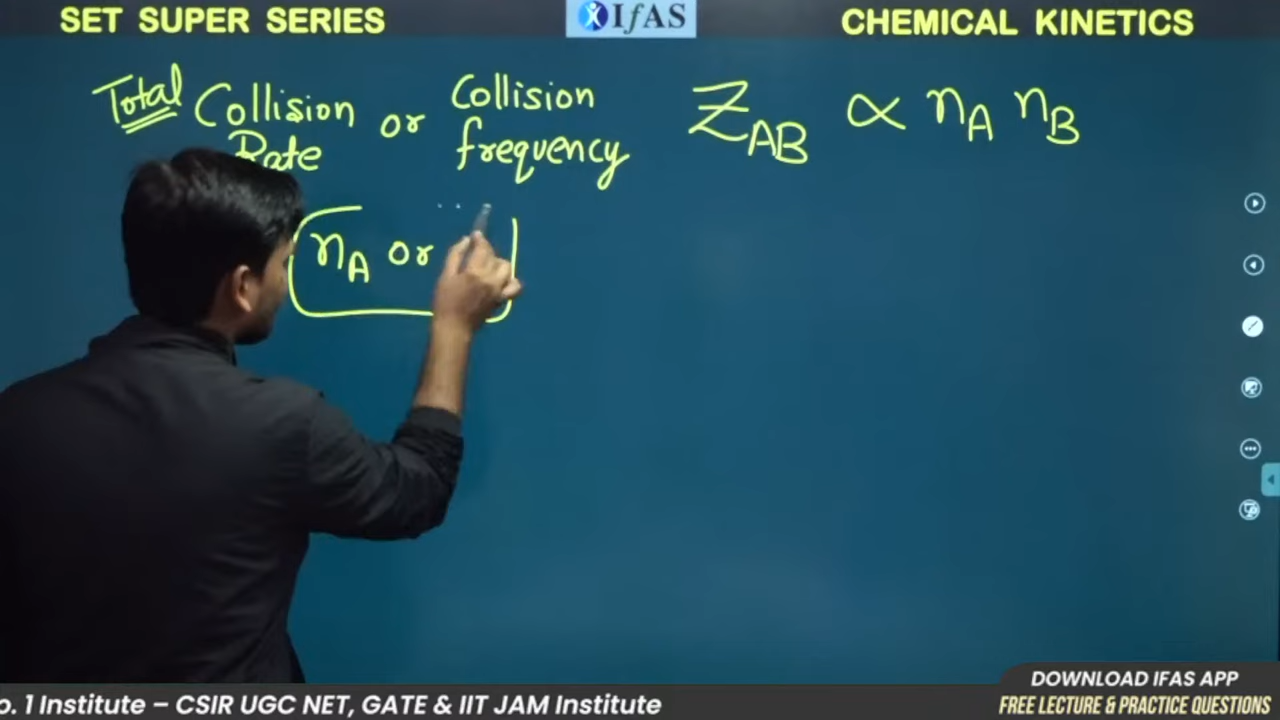 SET SUPER SERIES
IfAS
CHEMICAL KINETICS
Total Collision Rate or Collision frequency Z_AB ∝ n_A n_B
n_A or
o. 1 Institute – CSIR UGC NET, GATE & IIT JAM Institute
DOWNLOAD IFAS APP
FREE LECTURE & PRACTICE QUESTIONS